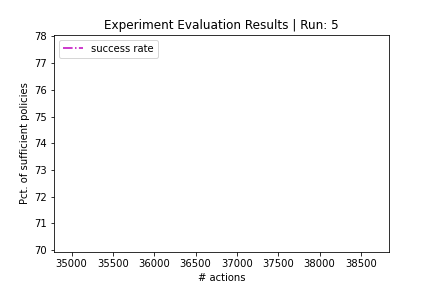 Experiment Evaluation Results | Run: 5
success rate
Pct. of sufficient policies
78
77
76
75
74
73
72
71
70
35000 35500 36000 36500 37000 37500 38000 38500
# actions